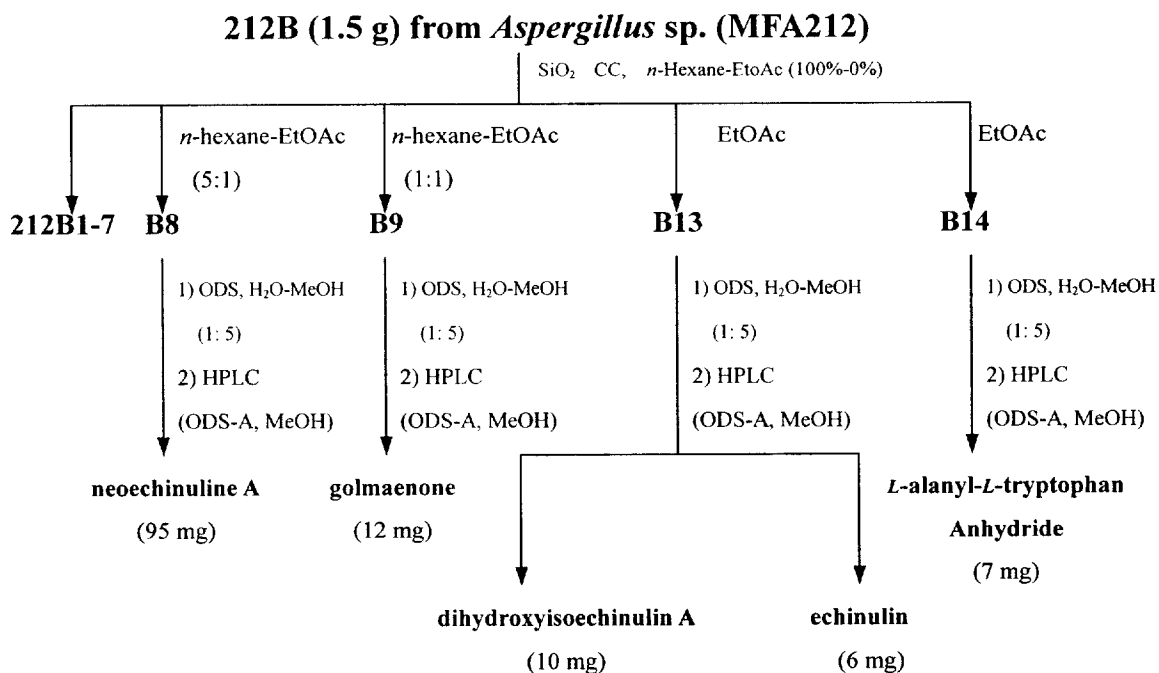 212B (1.5 g) from Aspergillus sp. (MFA212)
SiO₂ CC, n-Hexane-EtoAc (100%-0%)
n-hexane-EtOAc
(5:1)
n-hexane-EtOAc
(1:1)
EtOAc
EtOAc
212B1-7 B8 B9 B13 B14
1) ODS, H₂O-MeOH
(1: 5)
2) HPLC
(ODS-A, MeOH)
1) ODS, H₂O-MeOH
(1: 5)
2) HPLC
(ODS-A, MeOH)
1) ODS, H₂O-MeOH
(1: 5)
2) HPLC
(ODS-A, MeOH)
1) ODS, H₂O-MeOH
(1: 5)
2) HPLC
(ODS-A, MeOH)
neoechinuline A
(95 mg)
golmaenone
(12 mg)
L-alanyl-L-tryptophan
Anhydride
(7 mg)
dihydroxyisoechinulin A
(10 mg)
echinulin
(6 mg)